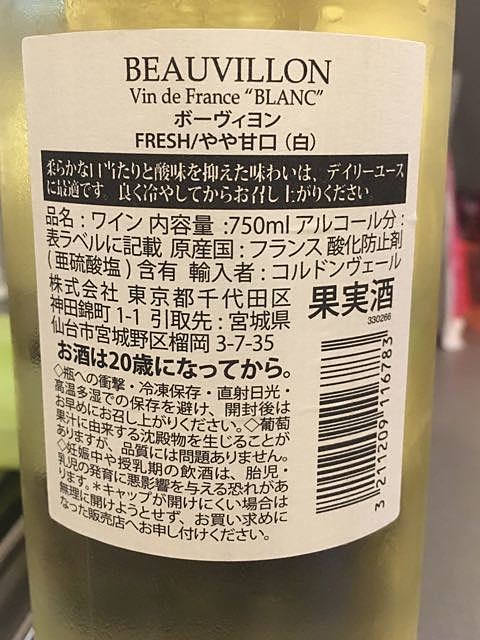 BEAUVILLON
Vin de France “BLANC”
ボーヴィヨン
FRESH/やや甘口（白）
柔らかな口当たりと酸味を抑えた味わいは、デイリーユース
に最適です。良く冷やしてからお召し上がりください。
品名：ワイン 内容量：750ml アルコール分：
表ラベルに記載 原産国：フランス 酸化防止剤
(亜硫酸塩)含有 輸入者：コルドンヴェール
株式会社 東京都千代田区
神田錦町 1-1 引取先：宮城県
仙台市宮城野区榴岡 3-7-35
果実酒
330266
お酒は20歳になってから。
◇瓶への衝撃・冷凍保存・直射日光・
高温多湿での保存を避け、開封後は
お早めにお召し上がりください。◇葡萄
果汁に由来する沈殿物を生じることが
ありますが、品質には問題ありません。
◇妊娠中や授乳期の飲酒は、胎児・
乳児の発育に悪影響を与える恐れがあ
ります。＊キャップが開けにくい場合は
無理に開けようとせず、お買い求めに
なった販売店へお申し付けください。
3 211209 116783